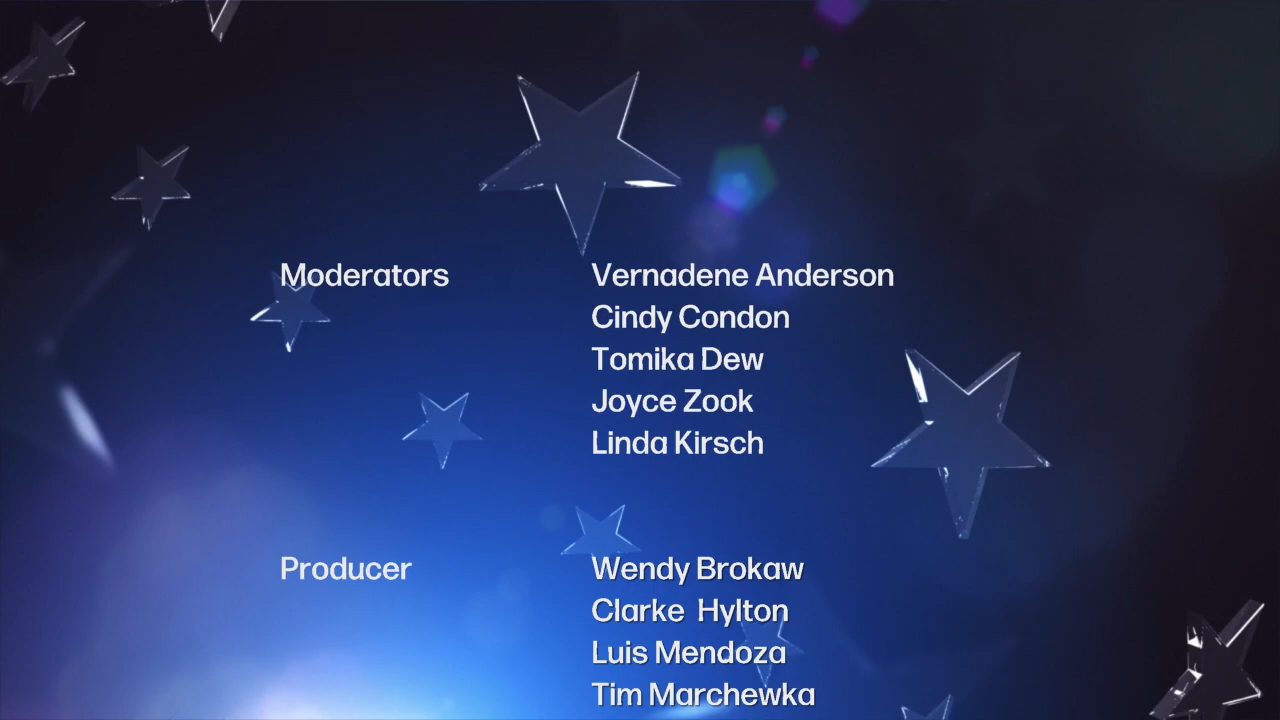 Moderators Vernadene Anderson
Cindy Condon
Tomika Dew
Joyce Zook
Linda Kirsch
Producer Wendy Brokaw
Clarke Hylton
Luis Mendoza
Tim Marchewka